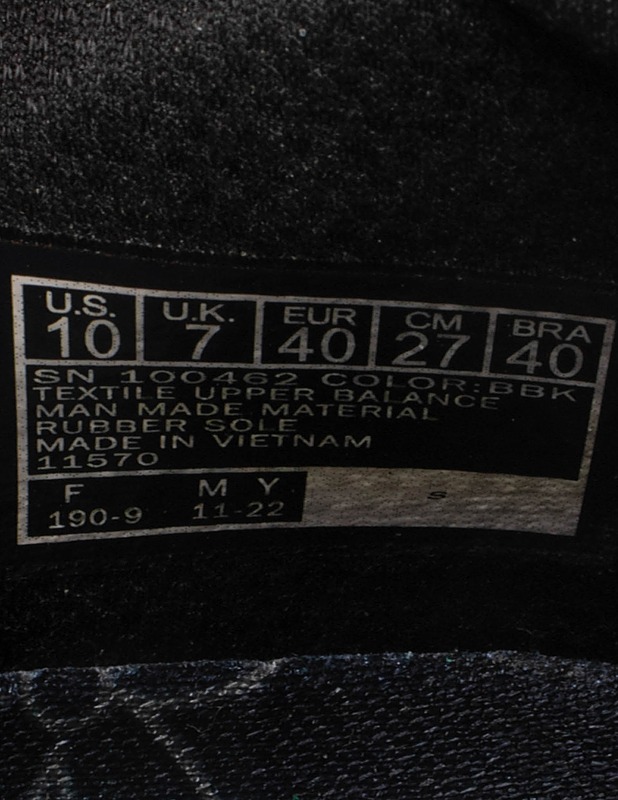 U.S. U.K. EUR CM BRA
10 7 40 27 40
SN 100462 COLOR:BBK
TEXTILE UPPER BALANCE
MAN MADE MATERIAL
RUBBER SOLE
MADE IN VIETNAM
11570
F M Y
190-9 11-22
S